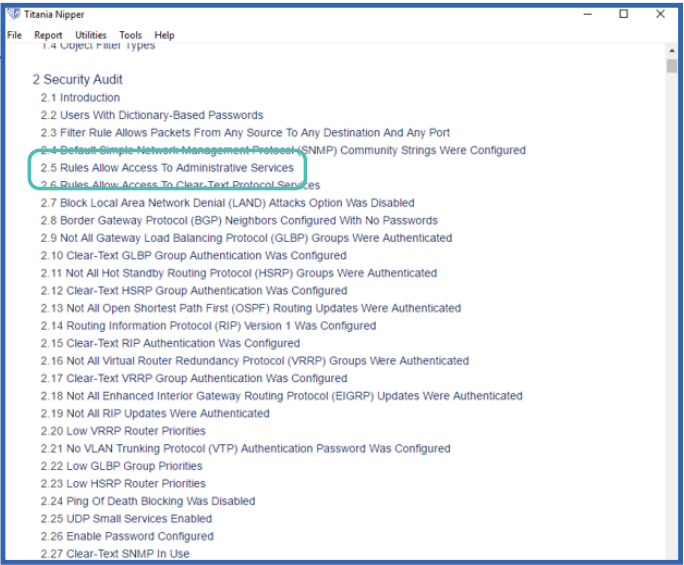 Titania Nipper
File Report Utilities Tools Help
1.4 Object Filter Types
2 Security Audit
2.1 Introduction
2.2 Users With Dictionary-Based Passwords
2.3 Filter Rule Allows Packets From Any Source To Any Destination And Any Port
2.4 Default Simple Network Management Protocol (SNMP) Community Strings Were Configured
2.5 Rules Allow Access To Administrative Services
2.6 Rules Allow Access To Clear-Text Protocol Services
2.7 Block Local Area Network Denial (LAND) Attacks Option Was Disabled
2.8 Border Gateway Protocol (BGP) Neighbors Configured With No Passwords
2.9 Not All Gateway Load Balancing Protocol (GLBP) Groups Were Authenticated
2.10 Clear-Text GLBP Group Authentication Was Configured
2.11 Not All Hot Standby Routing Protocol (HSRP) Groups Were Authenticated
2.12 Clear-Text HSRP Group Authentication Was Configured
2.13 Not All Open Shortest Path First (OSPF) Routing Updates Were Authenticated
2.14 Routing Information Protocol (RIP) Version 1 Was Configured
2.15 Clear-Text RIP Authentication Was Configured
2.16 Not All Virtual Router Redundancy Protocol (VRRP) Groups Were Authenticated
2.17 Clear-Text VRRP Group Authentication Was Configured
2.18 Not All Enhanced Interior Gateway Routing Protocol (EIGRP) Updates Were Authenticated
2.19 Not All RIP Updates Were Authenticated
2.20 Low VRRP Router Priorities
2.21 No VLAN Trunking Protocol (VTP) Authentication Password Was Configured
2.22 Low GLBP Group Priorities
2.23 Low HSRP Router Priorities
2.24 Ping Of Death Blocking Was Disabled
2.25 UDP Small Services Enabled
2.26 Enable Password Configured
2.27 Clear-Text SNMP In Use